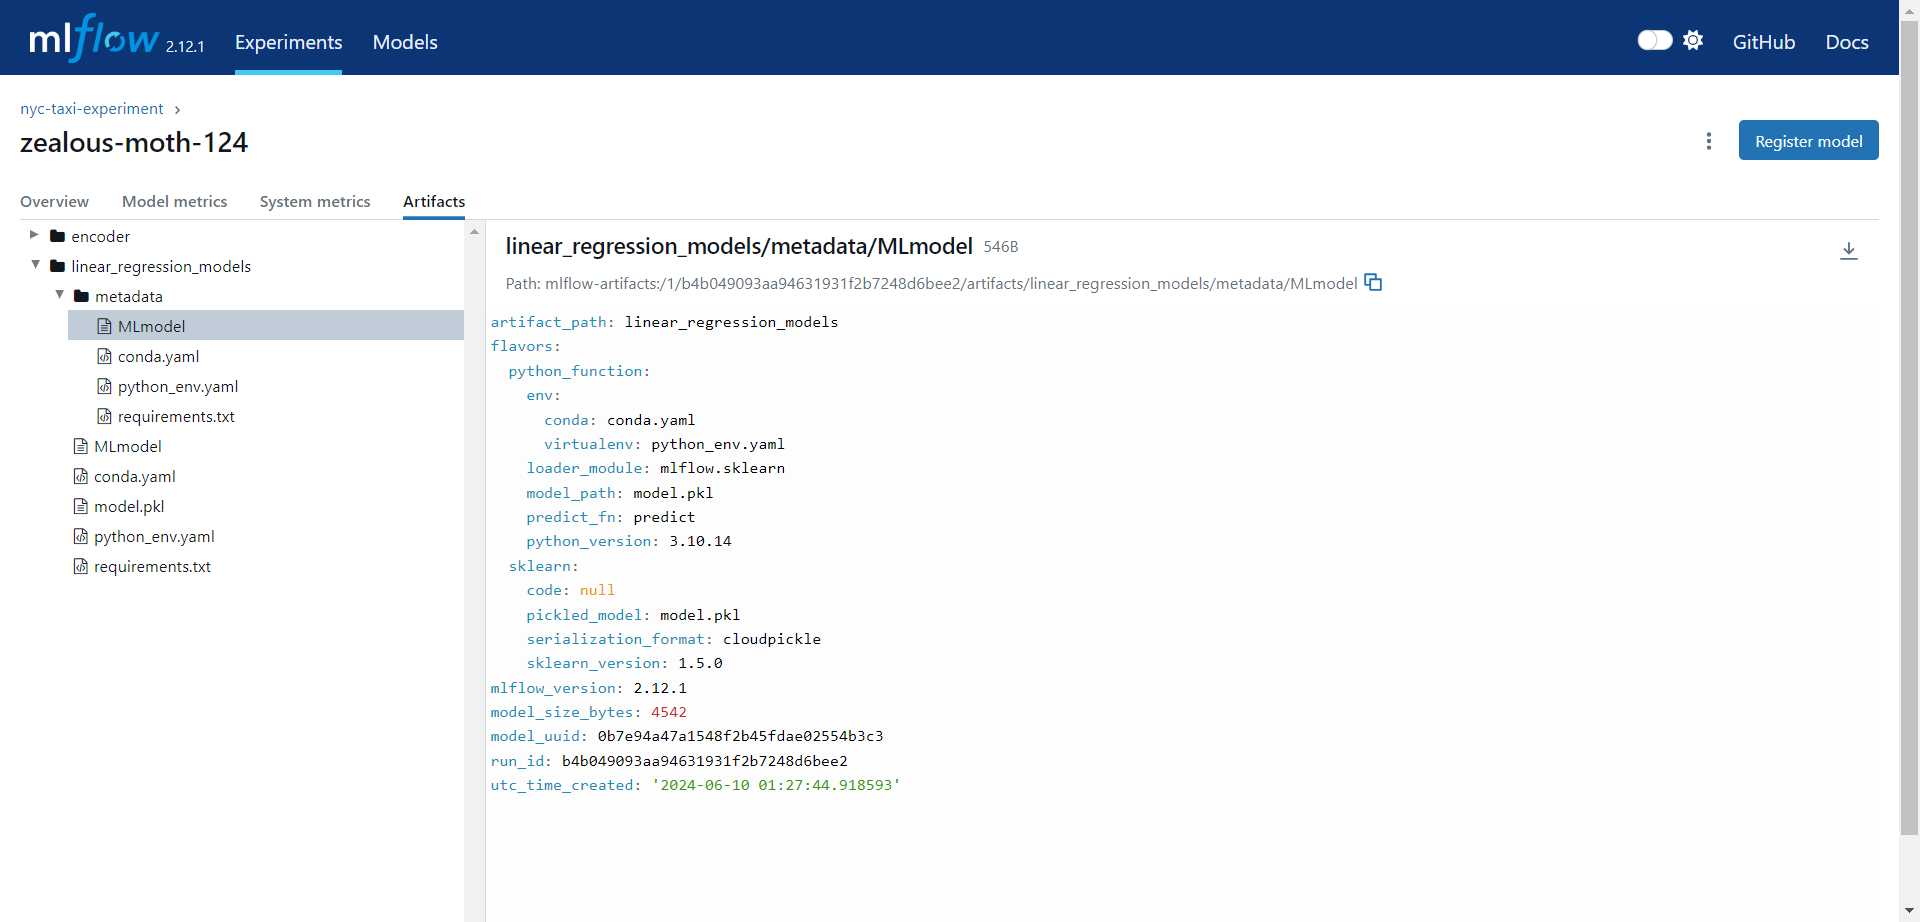 mlflow 2.12.1 Experiments Models GitHub Docs
nyc-taxi-experiment
zealous-moth-124
Register model
Overview Model metrics System metrics Artifacts
encoder
linear_regression_models
metadata
MLmodel
conda.yaml
python_env.yaml
requirements.txt
MLmodel
conda.yaml
model.pkl
python_env.yaml
requirements.txt
linear_regression_models/metadata/MLmodel 546B
Path: mlflow-artifacts:/1/b4b049093aa94631931f2b7248d6bee2/artifacts/linear_regression_models/metadata/MLmodel
artifact_path: linear_regression_models
flavors:
  python_function:
    env:
      conda: conda.yaml
      virtualenv: python_env.yaml
    loader_module: mlflow.sklearn
    model_path: model.pkl
    predict_fn: predict
    python_version: 3.10.14
  sklearn:
    code: null
    pickled_model: model.pkl
    serialization_format: cloudpickle
    sklearn_version: 1.5.0
mlflow_version: 2.12.1
model_size_bytes: 4542
model_uuid: 0b7e94a47a1548f2b45fdae02554b3c3
run_id: b4b049093aa94631931f2b7248d6bee2
utc_time_created: '2024-06-10 01:27:44.918593'